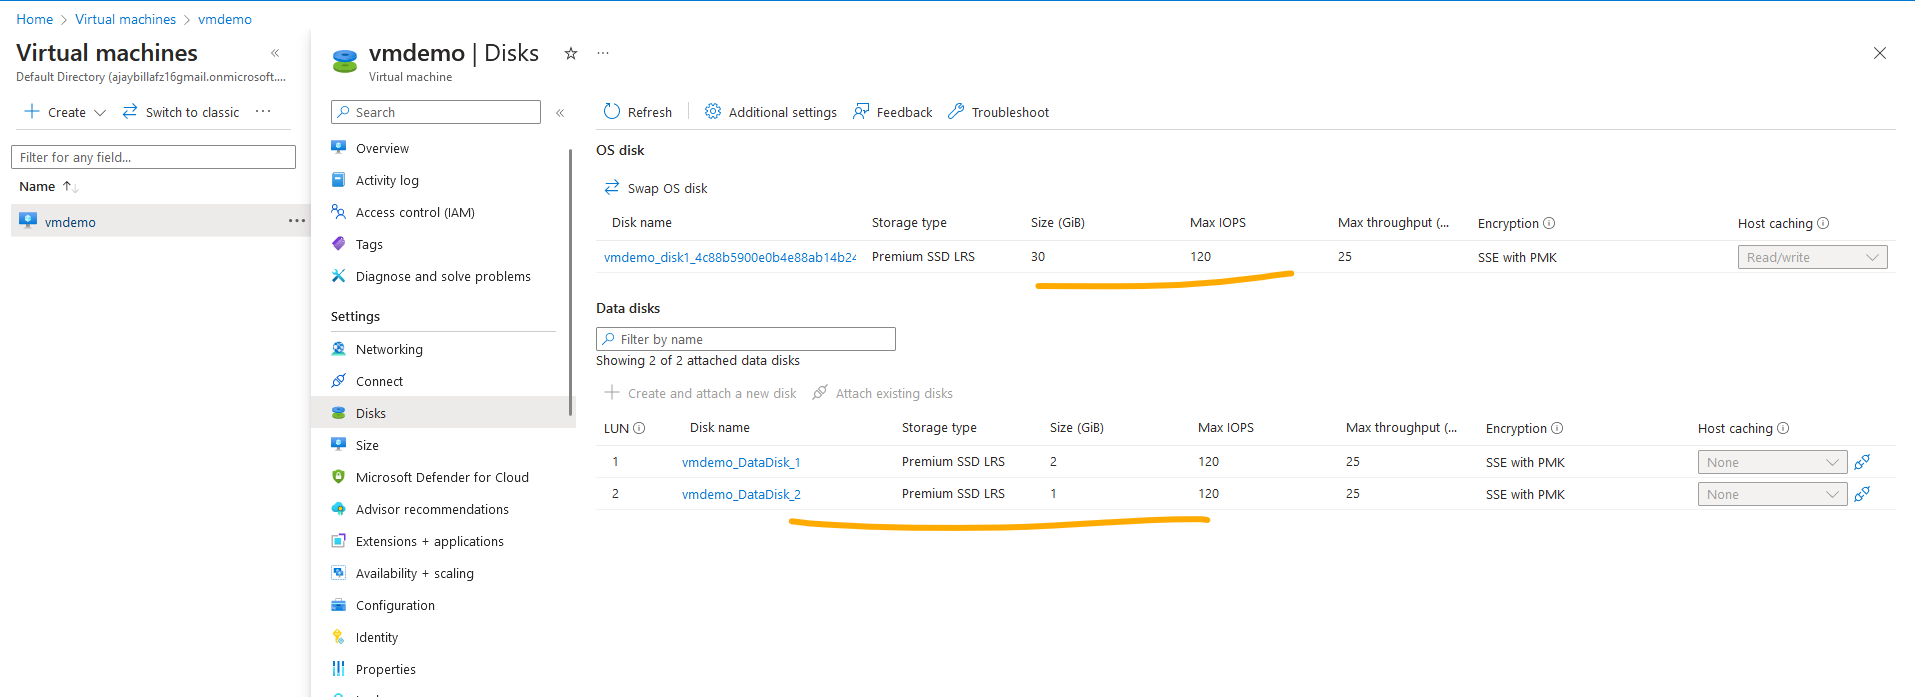 Home > Virtual machines > vmdemo
Virtual machines «
Default Directory (ajaybillafz16gmail.onmicrosoft....
Create Switch to classic ...
Filter for any field...
Name ↑↓
vmdemo ...
vmdemo | Disks ☆ ...
Virtual machine
Search «
Overview
Activity log
Access control (IAM)
Tags
Diagnose and solve problems
Settings
Networking
Connect
Disks
Size
Microsoft Defender for Cloud
Advisor recommendations
Extensions + applications
Availability + scaling
Configuration
Identity
Properties
Refresh Additional settings Feedback Troubleshoot
OS disk
Swap OS disk
Disk name Storage type Size (GiB) Max IOPS Max throughput (... Encryption Host caching
vmdemo_disk1_4c88b5900e0b4e88ab14b24 Premium SSD LRS 30 120 25 SSE with PMK Read/write
Data disks
Filter by name
Showing 2 of 2 attached data disks
Create and attach a new disk Attach existing disks
LUN Disk name Storage type Size (GiB) Max IOPS Max throughput (... Encryption Host caching
1 vmdemo_DataDisk_1 Premium SSD LRS 2 120 25 SSE with PMK None
2 vmdemo_DataDisk_2 Premium SSD LRS 1 120 25 SSE with PMK None